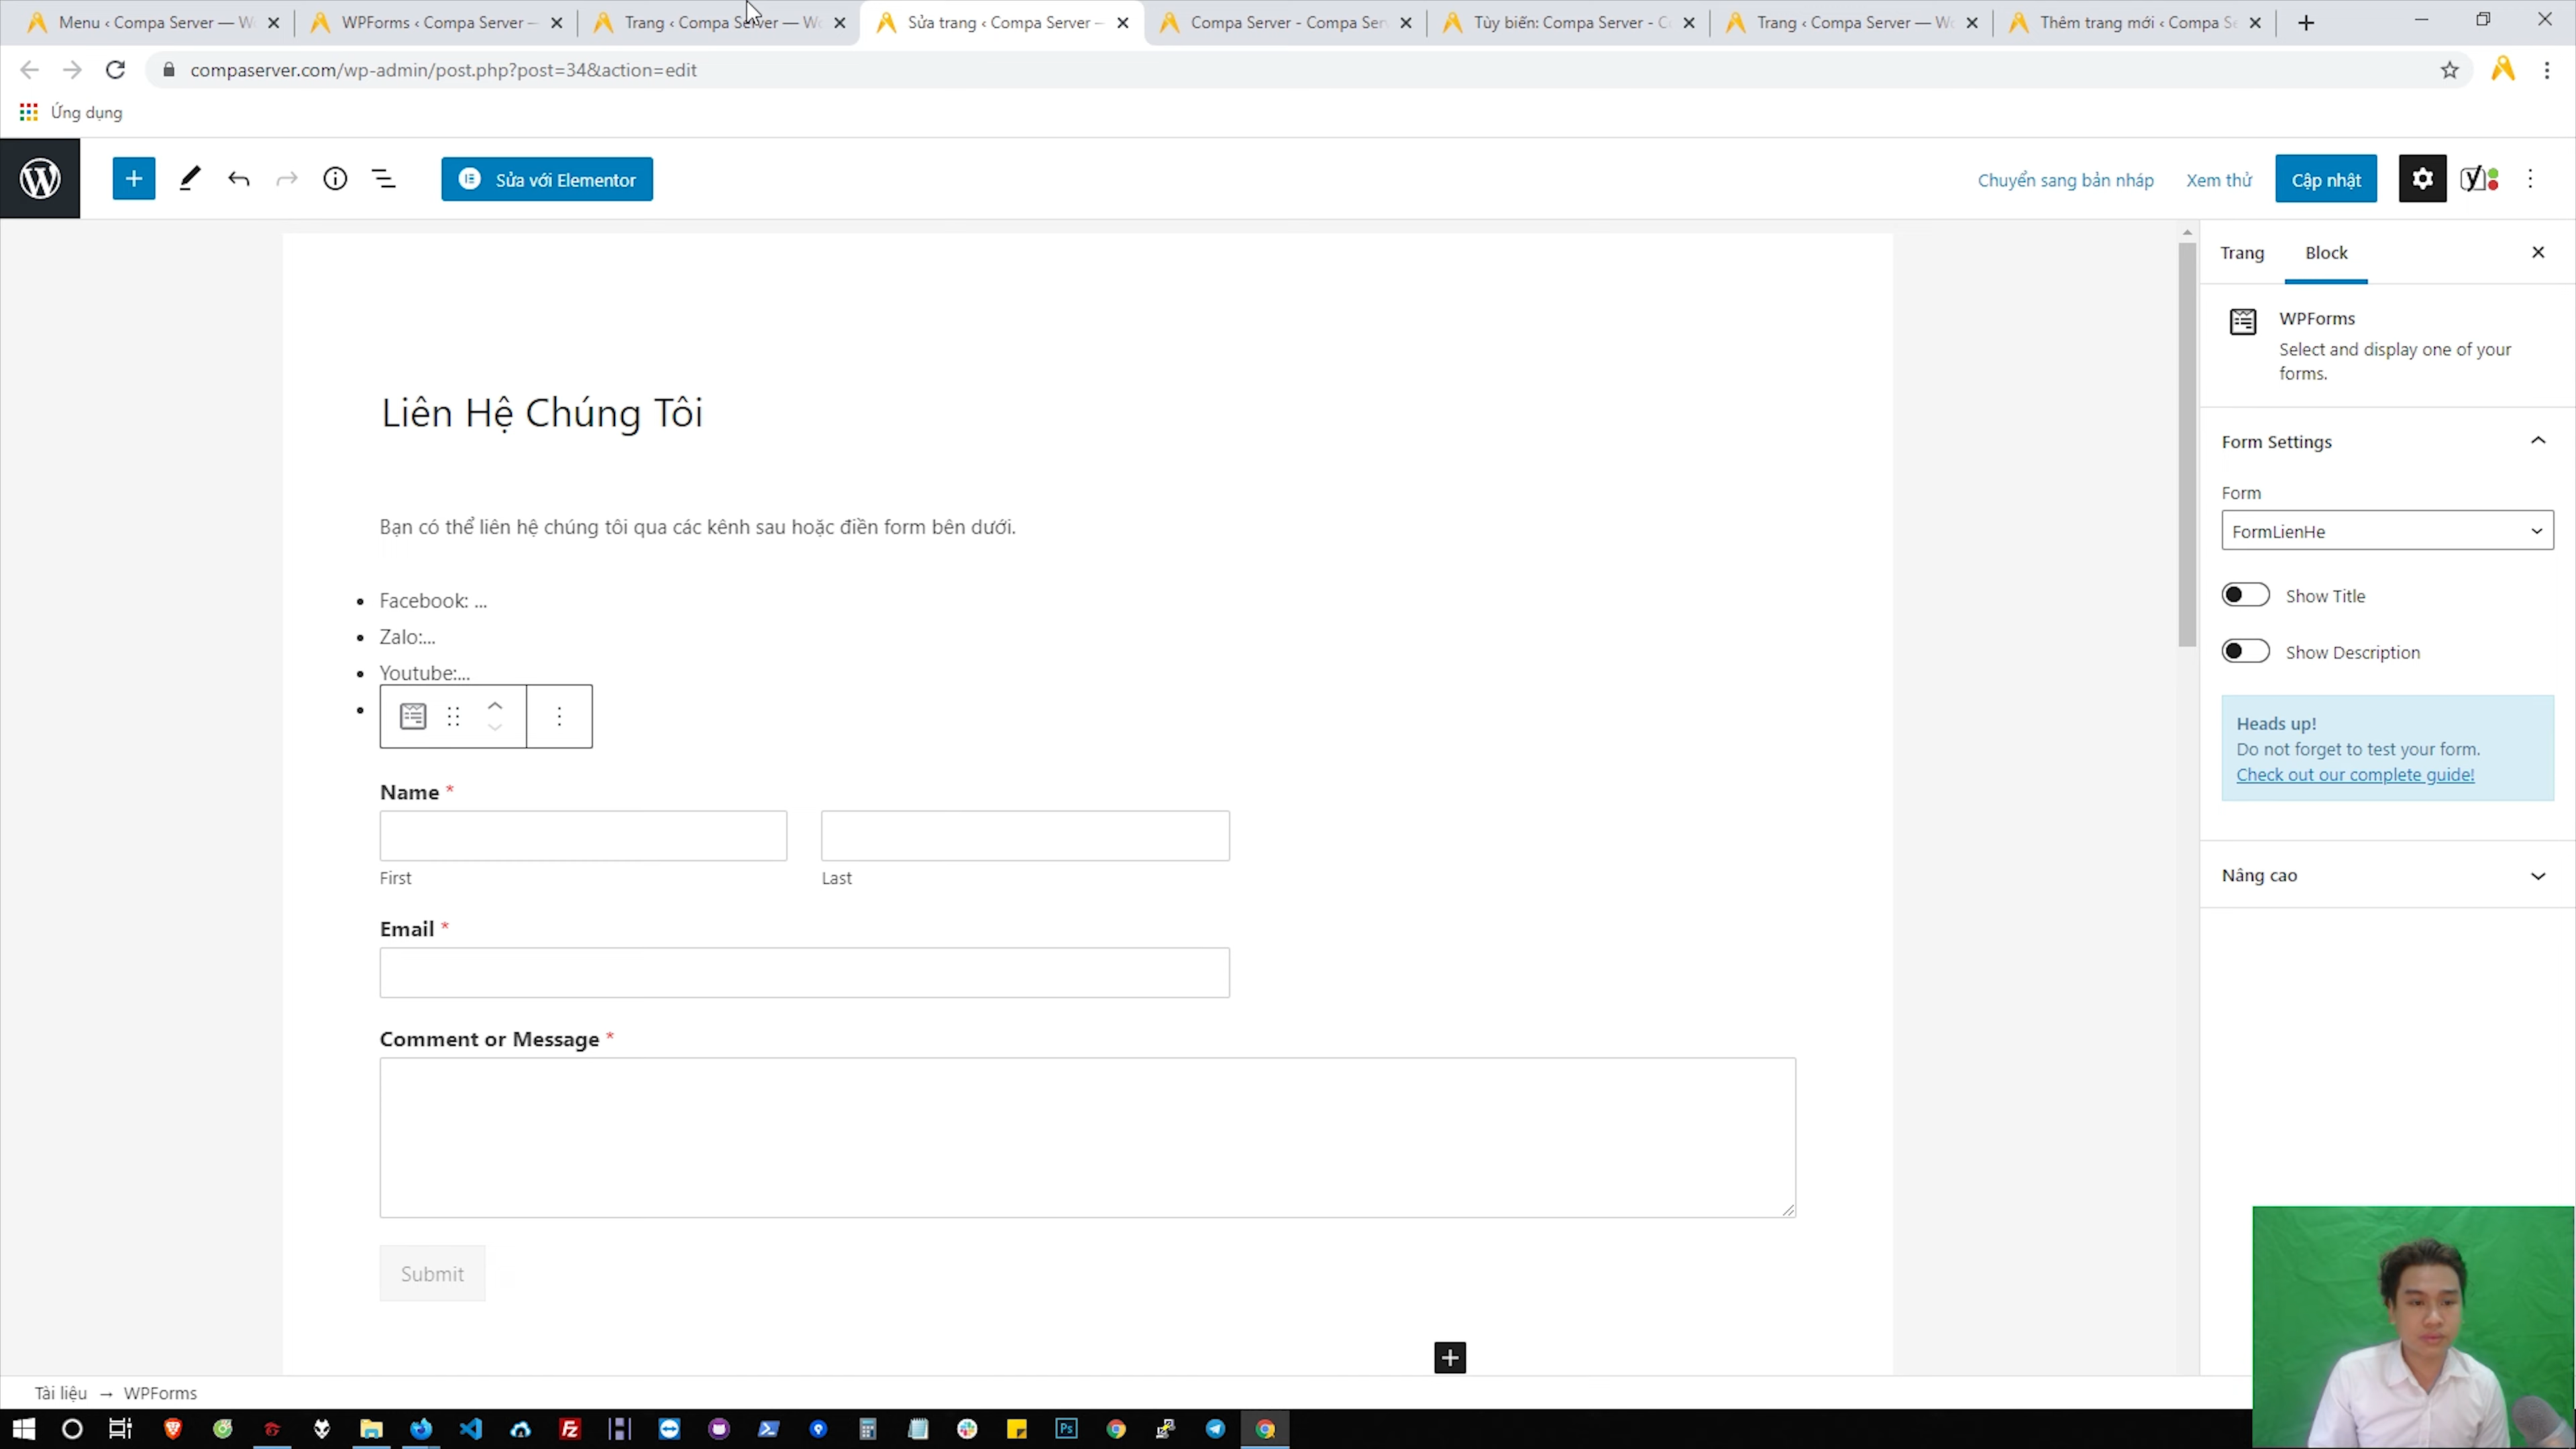 Menu ‹ Compa Server — W
WPForms ‹ Compa Server —
Trang ‹ Compa Server — W
Sửa trang ‹ Compa Server —
Compa Server - Compa Ser
Tùy biến: Compa Server - C
Trang ‹ Compa Server — W
Thêm trang mới ‹ Compa S
compaserver.com/wp-admin/post.php?post=34&action=edit
Ứng dụng
Sửa với Elementor
Chuyển sang bản nháp
Xem thử
Cập nhật
Trang
Block
WPForms
Select and display one of your
forms.
Form Settings
Form
FormLienHe
Show Title
Show Description
Heads up!
Do not forget to test your form.
Check out our complete guide!
Nâng cao
Liên Hệ Chúng Tôi
Bạn có thể liên hệ chúng tôi qua các kênh sau hoặc điền form bên dưới.
Facebook: ...
Zalo:...
Youtube:...
Name *
First
Last
Email *
Comment or Message *
Submit
Tài liệu → WPForms